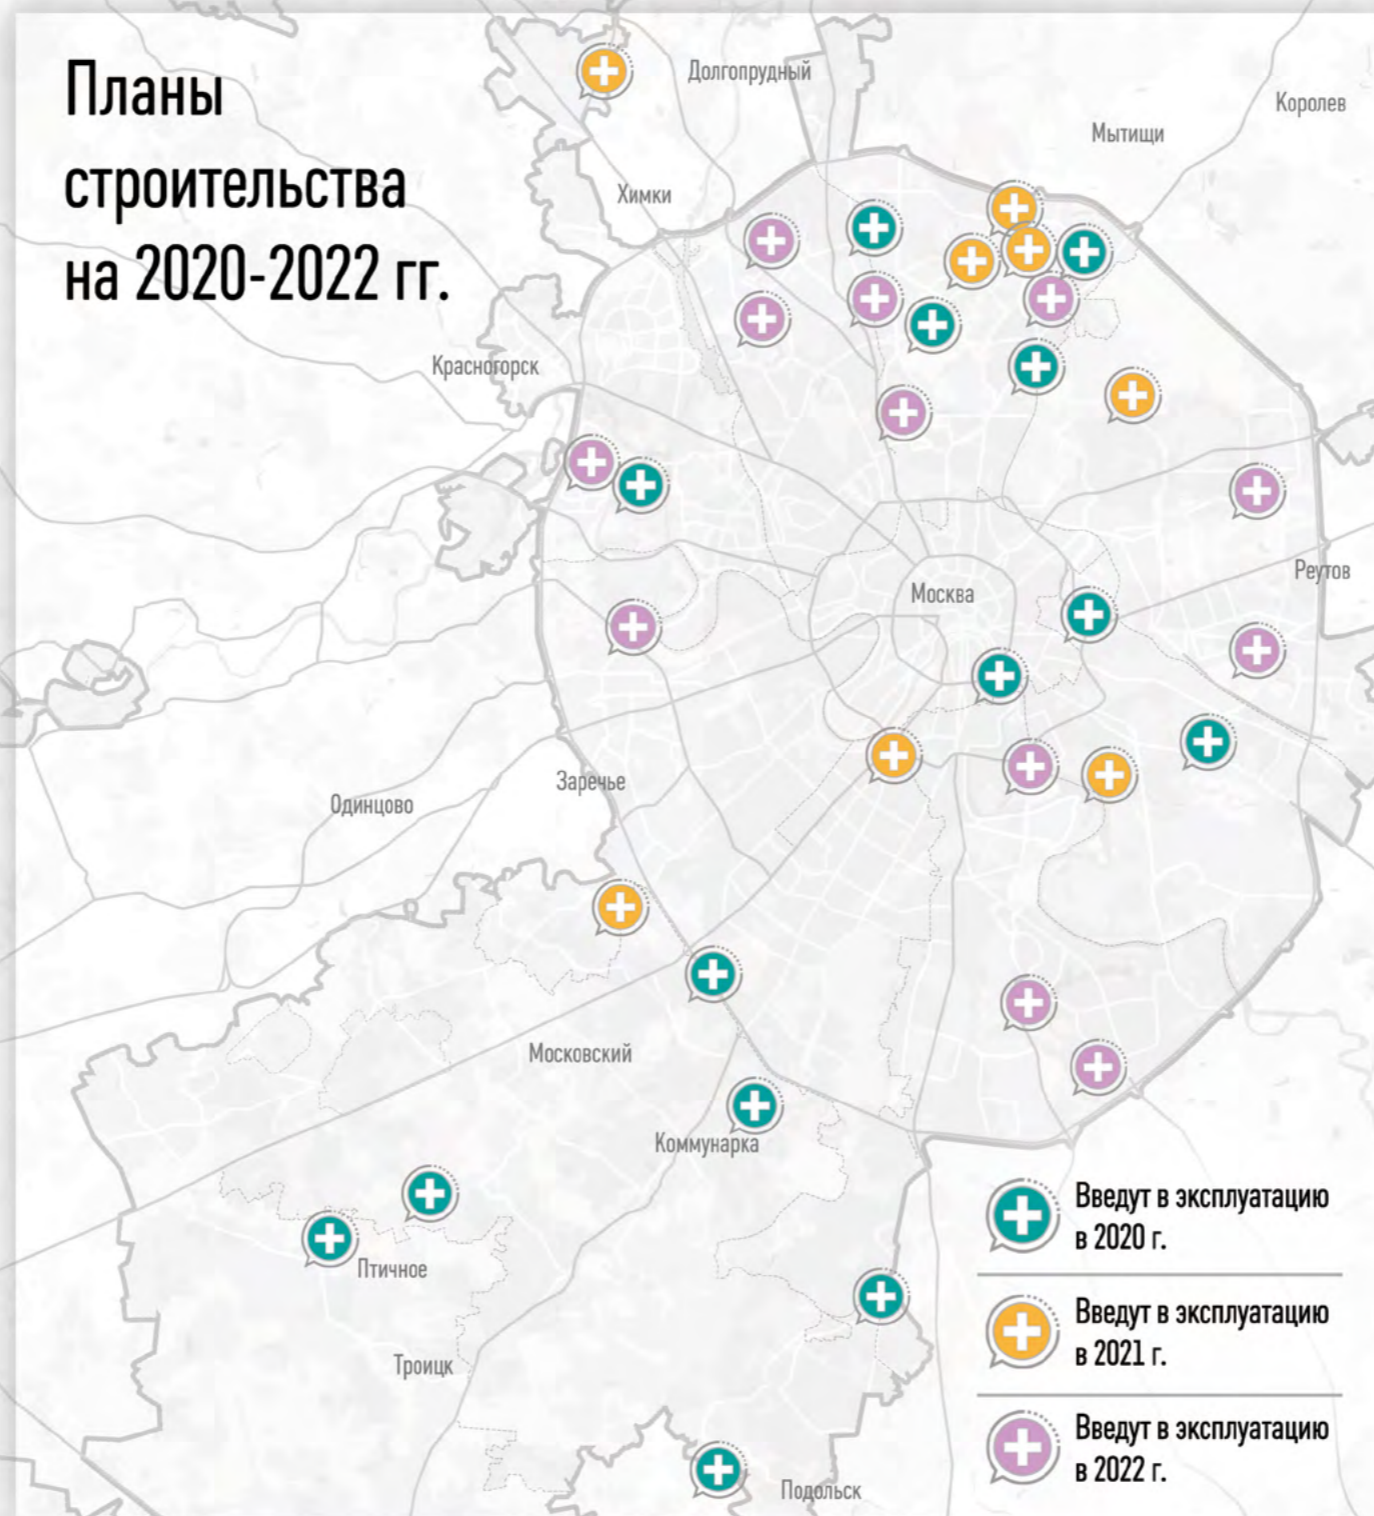 Планы
строительства
на 2020-2022 гг.
Долгопрудный
Королев
Мытищи
Химки
Красногорск
Реутов
Москва
Заречье
Одинцово
Московский
Коммунарка
Птичное
Троицк
Подольск
Введут в эксплуатацию
в 2020 г.
Введут в эксплуатацию
в 2021 г.
Введут в эксплуатацию
в 2022 г.